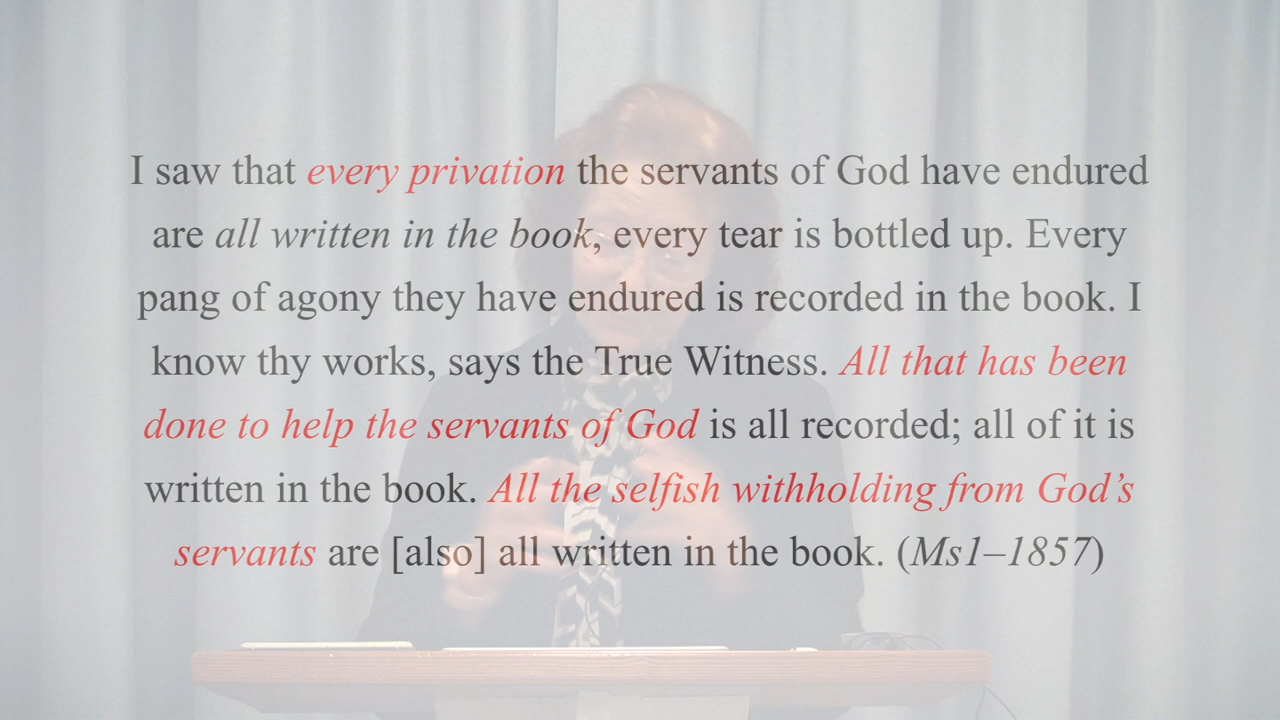 I saw that every privation the servants of God have endured
are all written in the book, every tear is bottled up. Every
pang of agony they have endured is recorded in the book. I
know thy works, says the True Witness. All that has been
done to help the servants of God is all recorded; all of it is
written in the book. All the selfish withholding from God’s
servants are [also] all written in the book. (Ms1–1857)